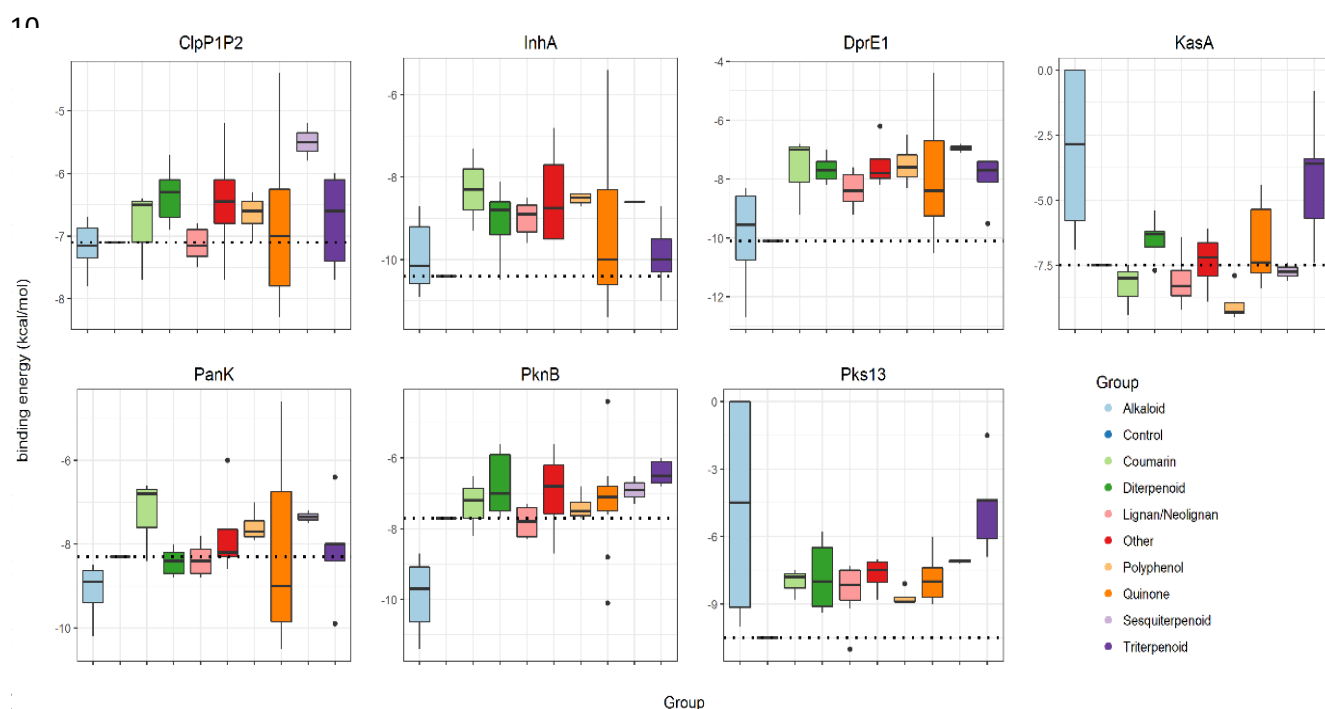 10
ClpP1P2
InhA
DprE1
KasA
-5
-6
-7
-8
-6
-8
-10
-4
-6
-8
-10
-12
0.0
-2.5
-5.0
-7.5
binding energy (kcal/mol)
PanK
PknB
Pks13
-6
-8
-10
-6
-8
-10
0
-3
-6
-9
Group
Alkaloid
Control
Coumarin
Diterpenoid
Lignan/Neolignan
Other
Polyphenol
Quinone
Sesquiterpenoid
Triterpenoid
Group